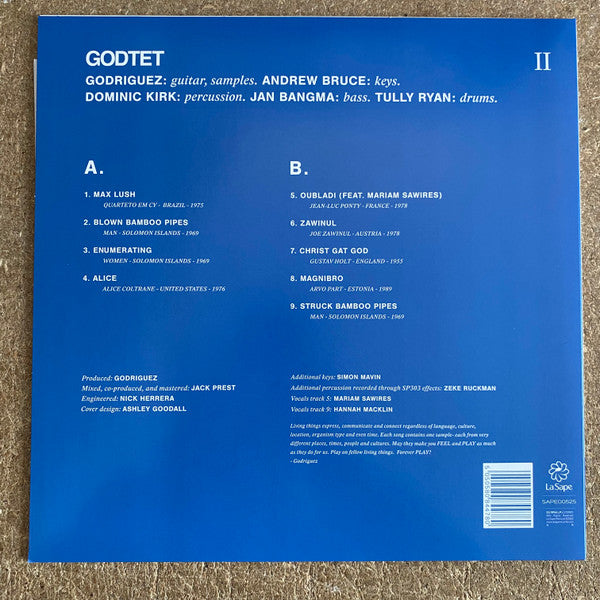 GODTET
II
GODRIGUEZ: guitar, samples. ANDREW BRUCE: keys.
DOMINIC KIRK: percussion. JAN BANGMA: bass. TULLY RYAN: drums.
A.
1. MAX LUSH
QUARTETO EM CY - BRAZIL - 1975
2. BLOWN BAMBOO PIPES
MAN - SOLOMON ISLANDS - 1969
3. ENUMERATING
WOMEN - SOLOMON ISLANDS - 1969
4. ALICE
ALICE COLTRANE - UNITED STATES - 1976
B.
5. OUBLADI (FEAT. MARIAM SAWIRES)
JEAN-LUC PONTY - FRANCE - 1978
6. ZAWINUL
JOE ZAWINUL - AUSTRIA - 1978
7. CHRIST GAT GOD
GUSTAV HOLT - ENGLAND - 1955
8. MAGNIBRO
ARVO PART - ESTONIA - 1989
9. STRUCK BAMBOO PIPES
MAN - SOLOMON ISLANDS - 1969
Produced: GODRIGUEZ
Mixed, co-produced, and mastered: JACK PREST
Engineered: NICK HERRERA
Cover design: ASHLEY GOODALL
Additional keys: SIMON MAVIN
Additional percussion recorded through SP303 effects: ZEKE RUCKMAN
Vocals track 5: MARIAM SAWIRES
Vocals track 9: HANNAH MACKLIN
Living things express, communicate and connect regardless of language, culture,
location, organism type and even time. Each song contains one sample- each from very
different places, times, people and cultures. May they make you FEEL and PLAY as much
as they do for us. Play on fellow living things. Forever PLAY!
- Godriguez
La Sape
SAPE00525